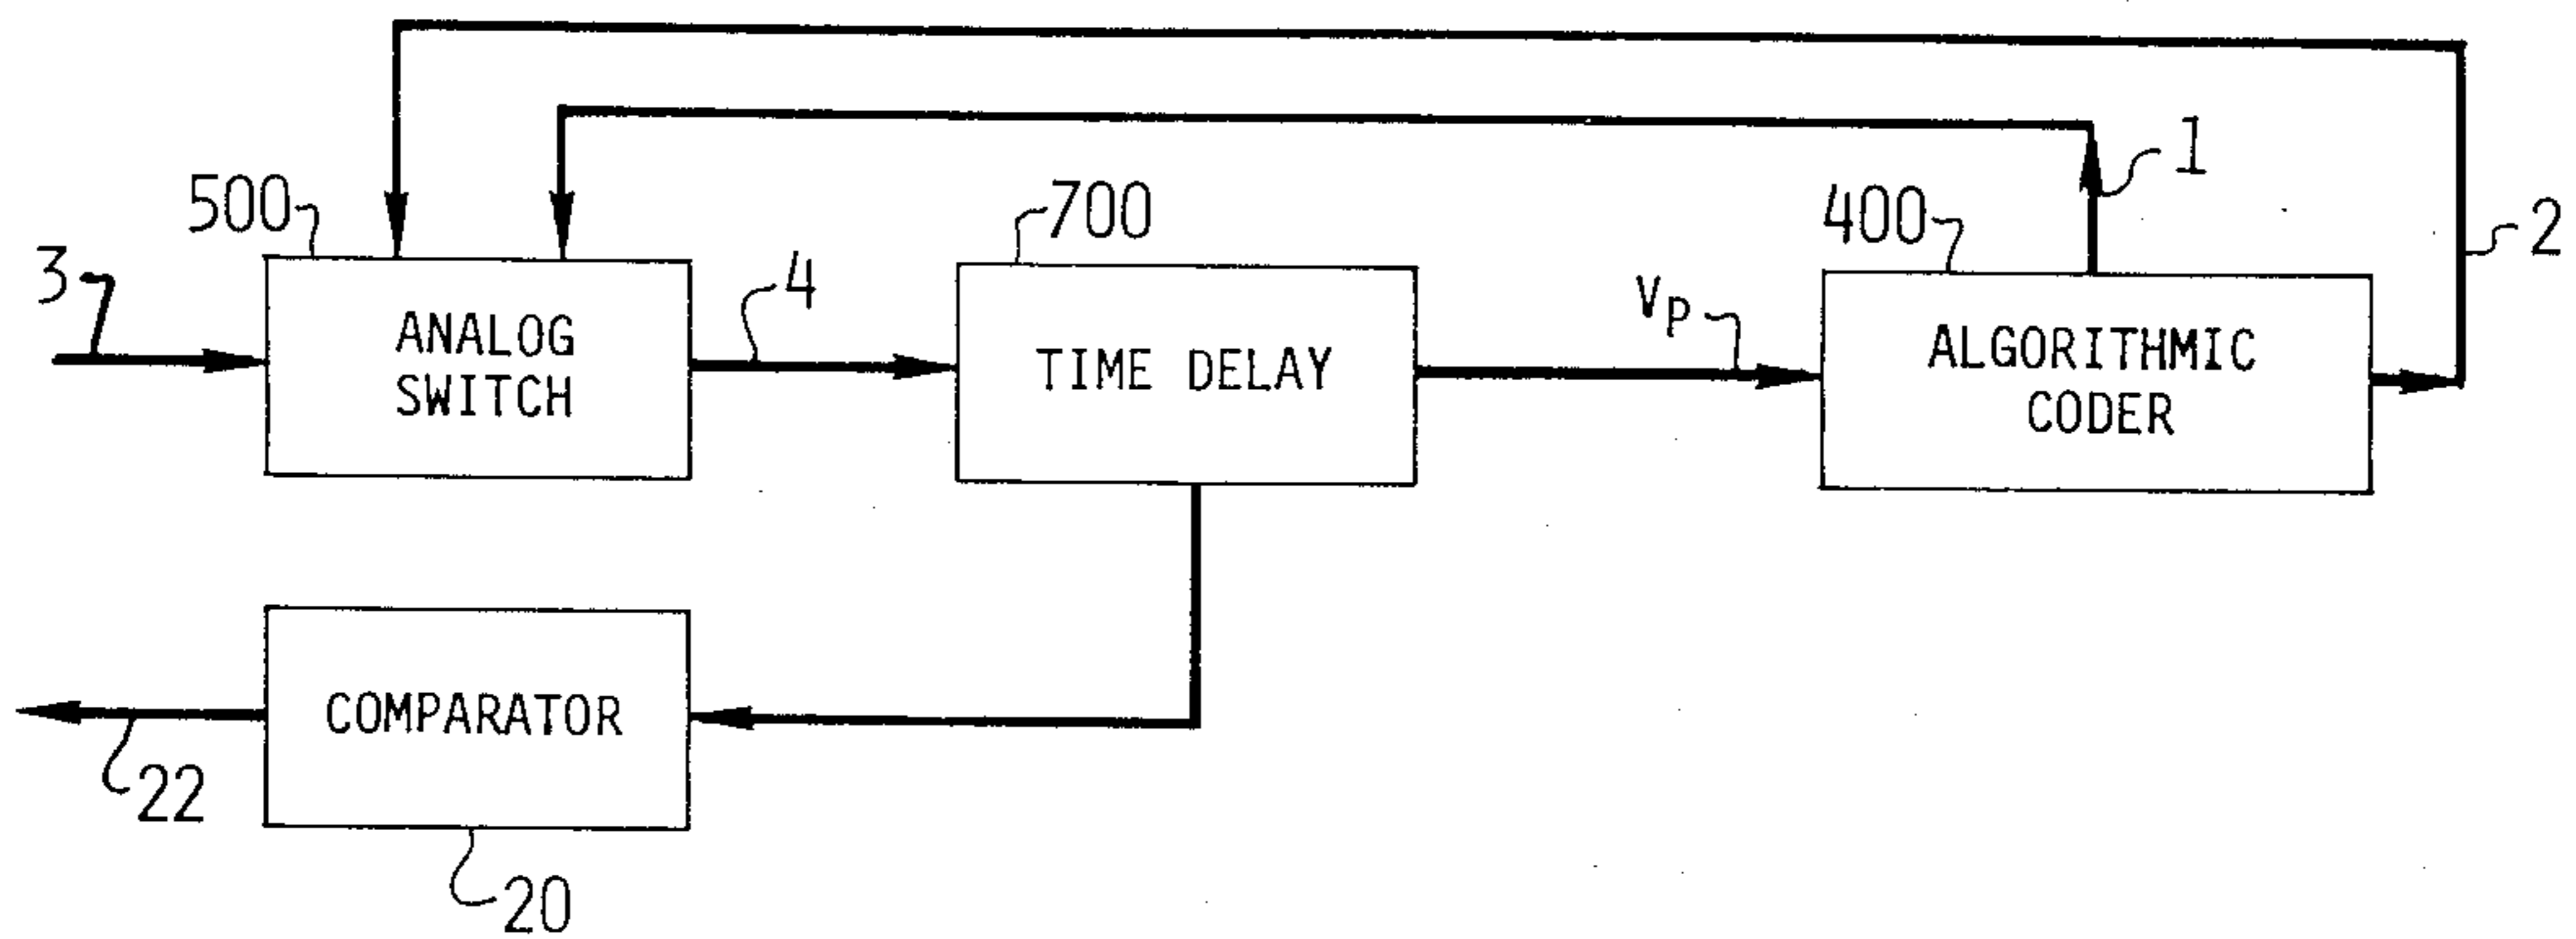 1
500
700
400
2
3
4
Vp
ANALOG
SWITCH
TIME DELAY
ALGORITHMIC
CODER
COMPARATOR
22
20